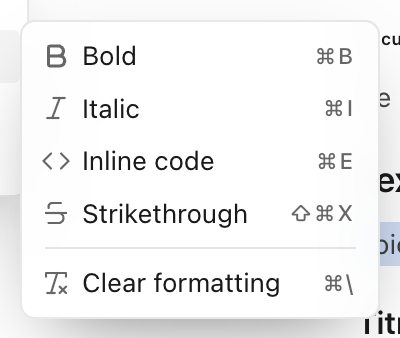 Bold ⌘B
Italic ⌘I
Inline code ⌘E
Strikethrough ⇧⌘X
Clear formatting ⌘\